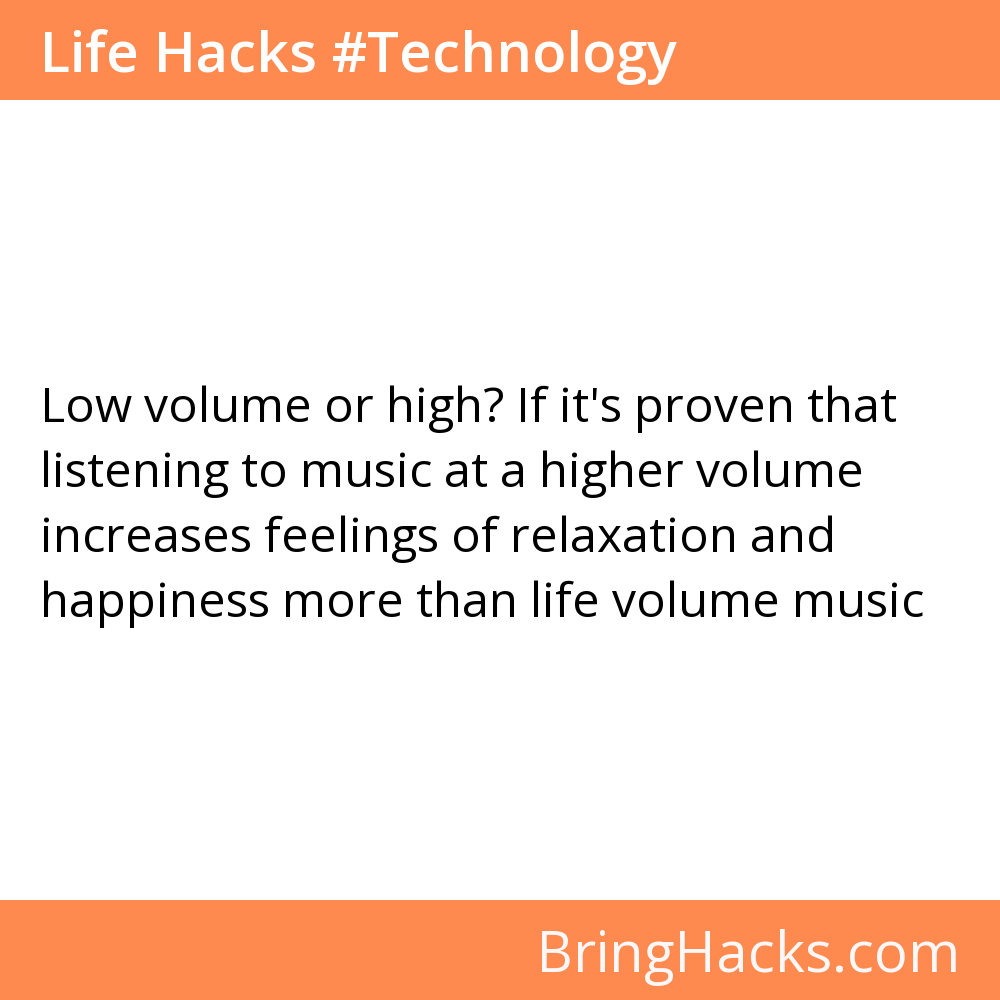 Life Hacks #Technology
Low volume or high? If it's proven that
listening to music at a higher volume
increases feelings of relaxation and
happiness more than life volume music
BringHacks.com